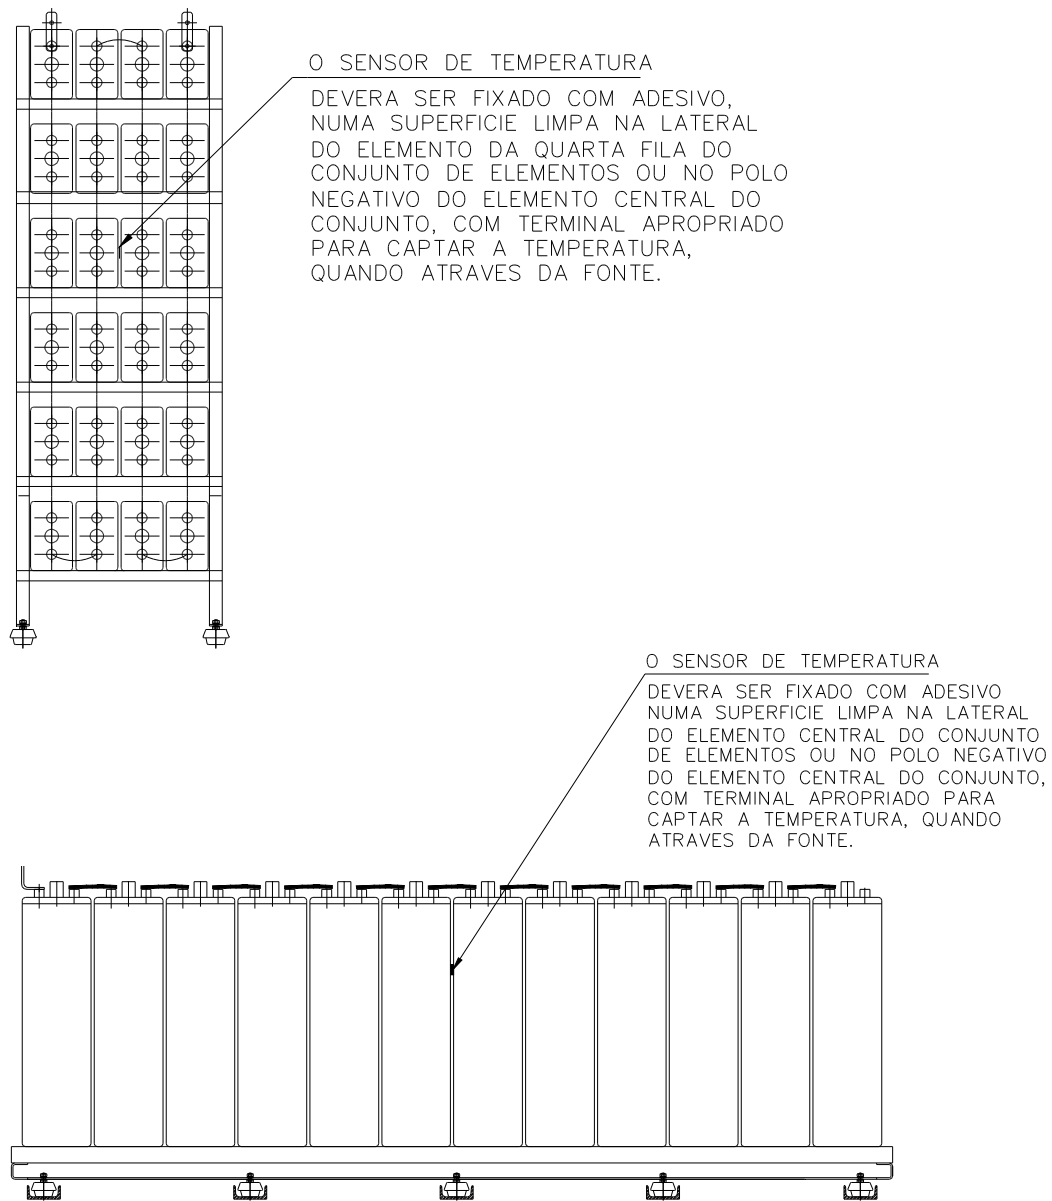 O SENSOR DE TEMPERATURA
DEVERA SER FIXADO COM ADESIVO,
NUMA SUPERFICIE LIMPA NA LATERAL
DO ELEMENTO DA QUARTA FILA DO
CONJUNTO DE ELEMENTOS OU NO POLO
NEGATIVO DO ELEMENTO CENTRAL DO
CONJUNTO, COM TERMINAL APROPRIADO
PARA CAPTAR A TEMPERATURA,
QUANDO ATRAVES DA FONTE.
O SENSOR DE TEMPERATURA
DEVERA SER FIXADO COM ADESIVO
NUMA SUPERFICIE LIMPA NA LATERAL
DO ELEMENTO CENTRAL DO CONJUNTO
DE ELEMENTOS OU NO POLO NEGATIVO
DO ELEMENTO CENTRAL DO CONJUNTO,
COM TERMINAL APROPRIADO PARA
CAPTAR A TEMPERATURA, QUANDO
ATRAVES DA FONTE.